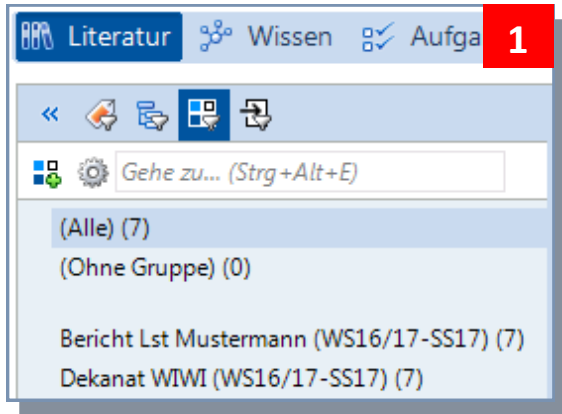 Literatur Wissen Aufga 1
Gehe zu... (Strg+Alt+E)
(Alle) (7)
(Ohne Gruppe) (0)
Bericht Lst Mustermann (WS16/17-SS17) (7)
Dekanat WIWI (WS16/17-SS17) (7)